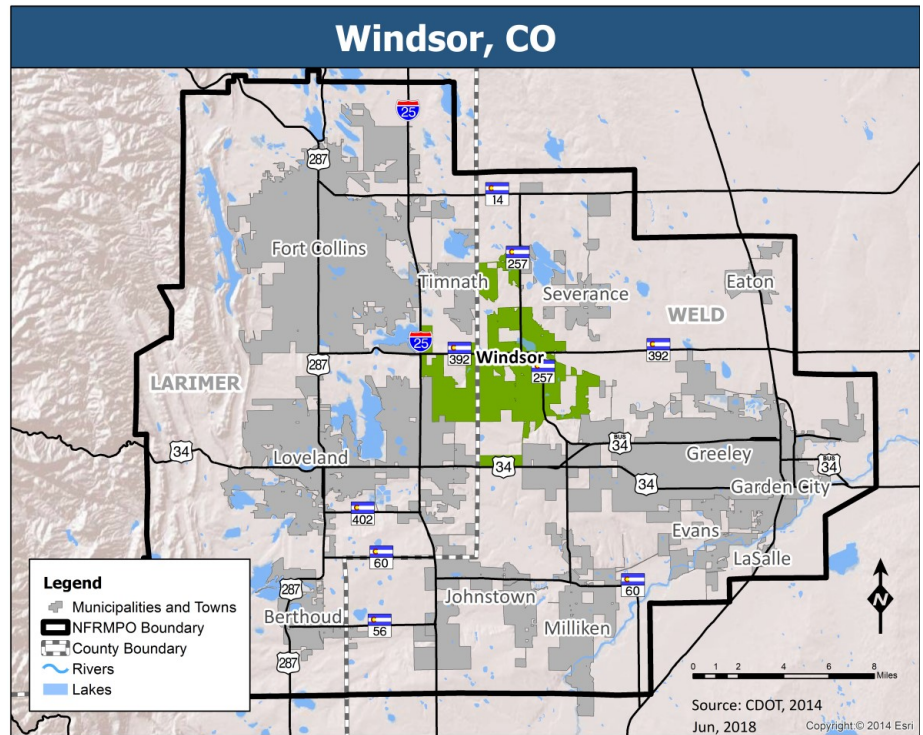 Windsor, CO
25
287
14
Fort Collins
257
Timnath
Severance
Eaton
WELD
25
392
Windsor
392
287
257
LARIMER
BUS
34
34
Loveland
34
Greeley
BUS
34
34
Garden City
402
Evans
60
LaSalle
287
Johnstown
60
Berthoud
56
Milliken
287
N
Legend
Municipalities and Towns
NFRMPO Boundary
County Boundary
Rivers
Lakes
0 1 2 4 6 8
Miles
Source: CDOT, 2014
Jun, 2018
Copyright:© 2014 Esri